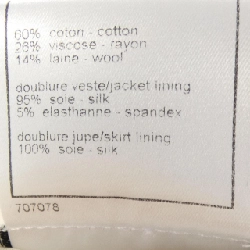 60% coton - cotton
26% viscose - rayon
14% laine - wool
doublure veste/jacket lining
95% soie - silk
5% elasthanne - spandex
doublure jupe/skirt lining
100% soie - silk
707078